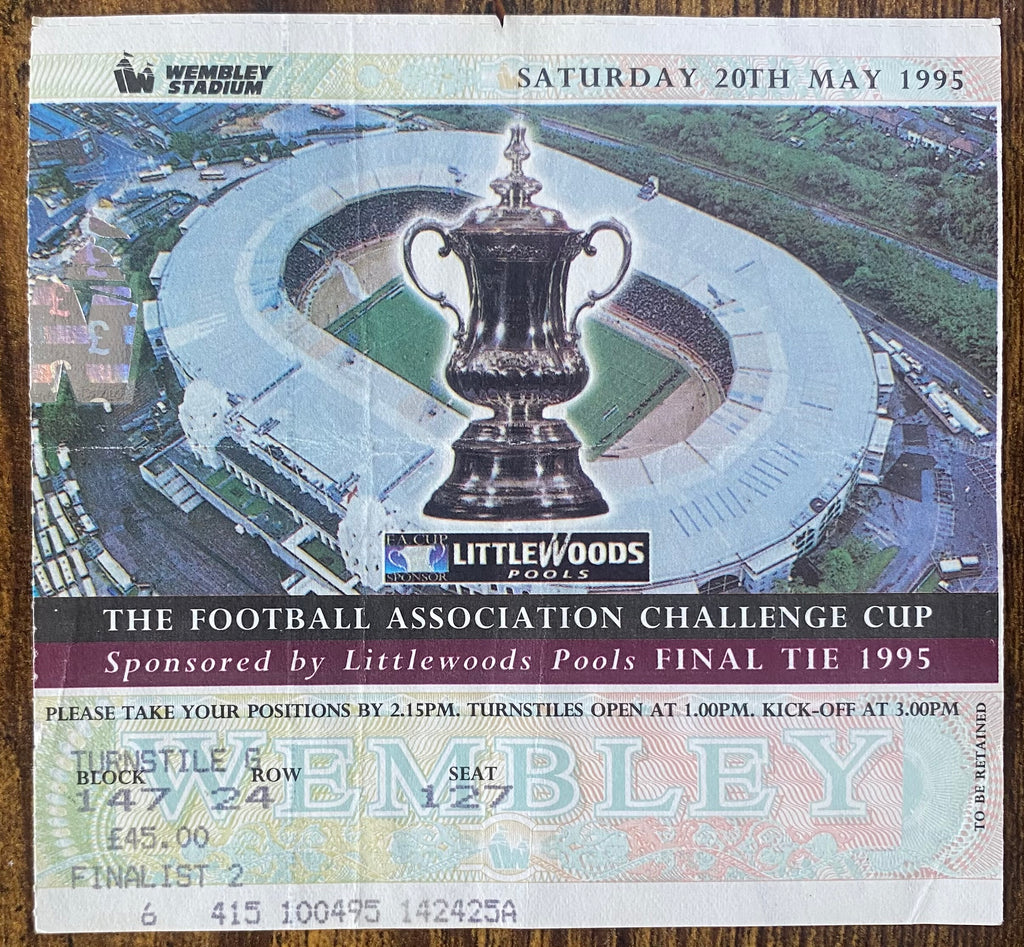 WEMBLEY
STADIUM
SATURDAY 20TH MAY 1995
£
£
FA CUP
SPONSOR
LITTLEWOODS
POOLS
THE FOOTBALL ASSOCIATION CHALLENGE CUP
Sponsored by Littlewoods Pools FINAL TIE 1995
PLEASE TAKE YOUR POSITIONS BY 2.15PM. TURNSTILES OPEN AT 1.00PM. KICK-OFF AT 3.00PM
WEMBLEY
TURNSTILE G
BLOCK ROW SEAT
147 24 127
£45.00
FINALIST 2
6 415 100495 142425A
TO BE RETAINED